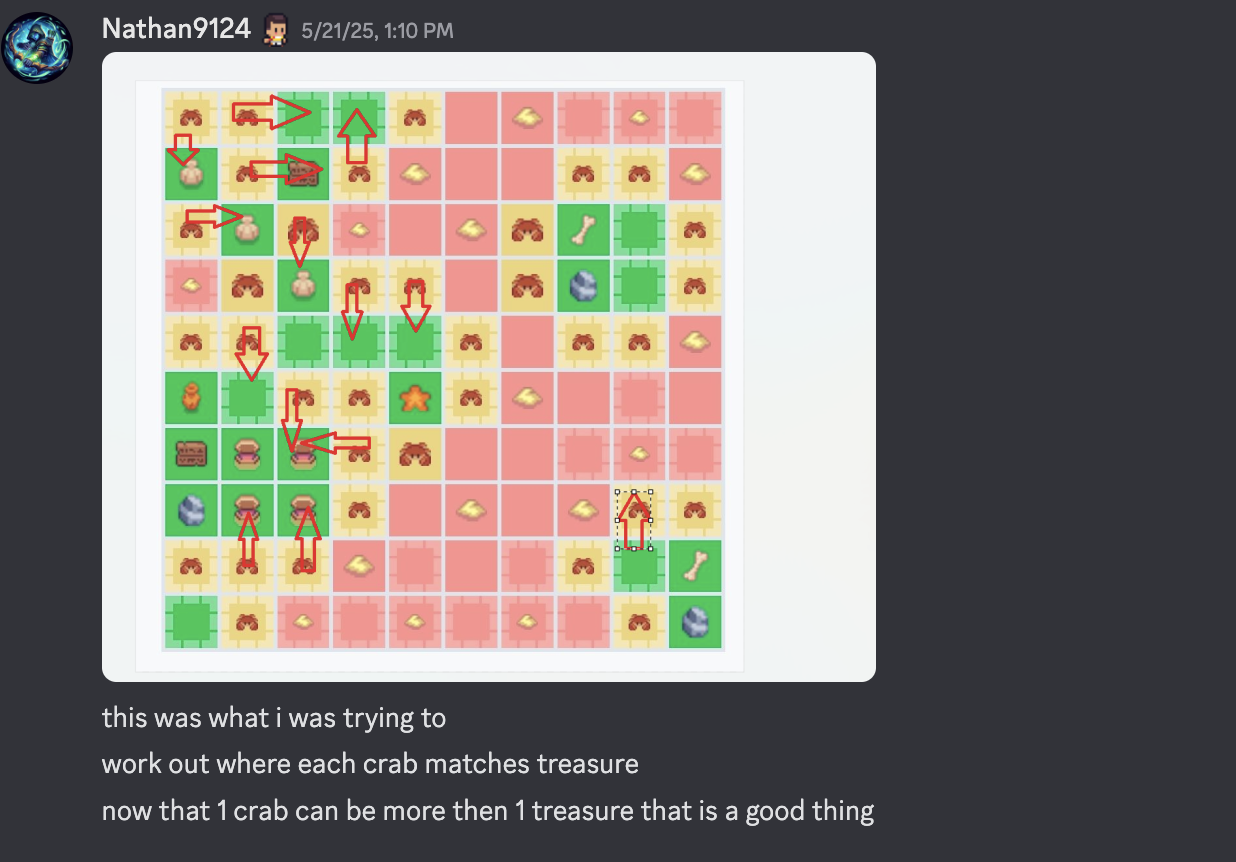 Nathan9124 5/21/25, 1:10 PM
this was what i was trying to
work out where each crab matches treasure
now that 1 crab can be more then 1 treasure that is a good thing